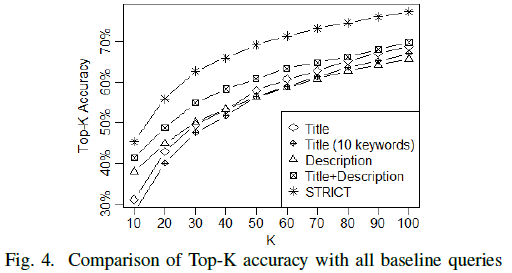 70%
60%
50%
40%
30%
Top-K Accuracy
Title
Title (10 keywords)
Description
Title+Description
STRICT
10 20 30 40 50 60 70 80 90 100
K
Fig. 4. Comparison of Top-K accuracy with all baseline queries